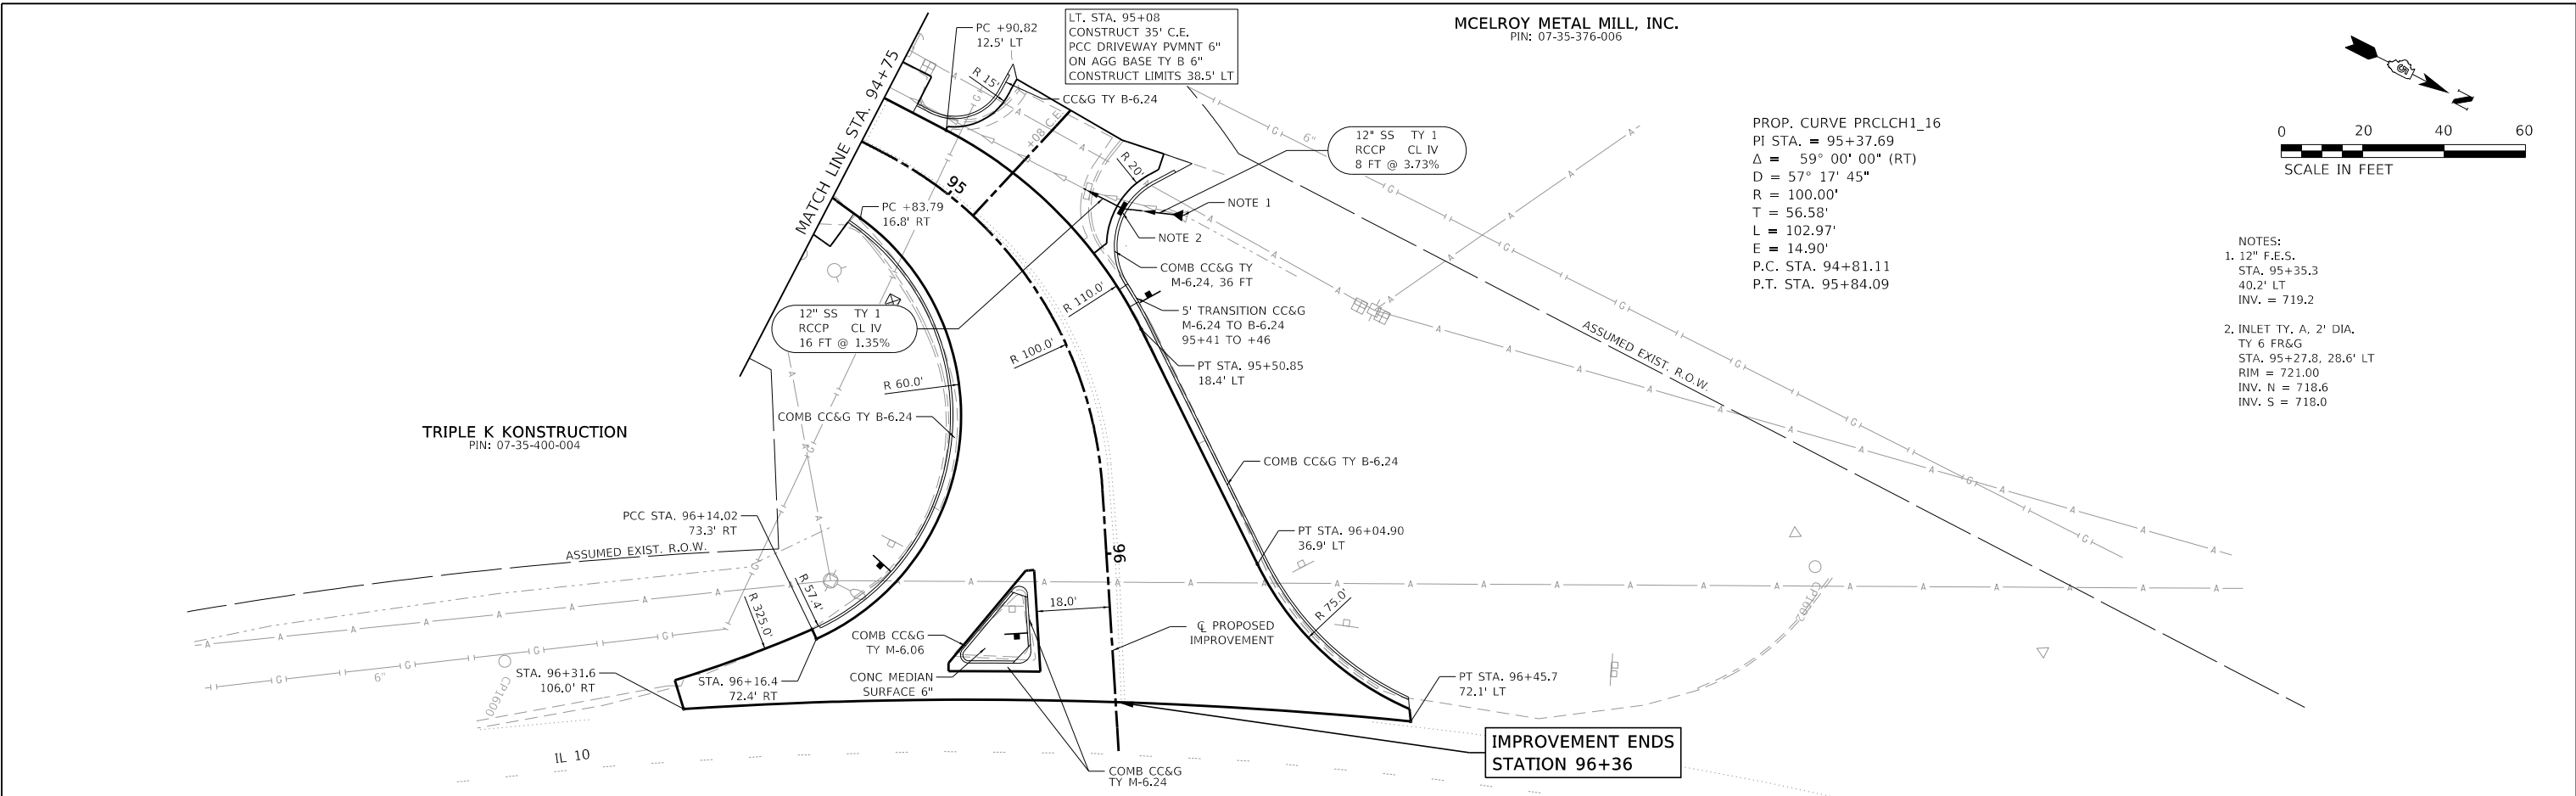 MCELROY METAL MILL, INC.
PIN: 07-35-376-006
LT. STA. 95+08
CONSTRUCT 35' C.E.
PCC DRIVEWAY PVMNT 6"
ON AGG BASE TY B 6"
CONSTRUCT LIMITS 38.5' LT
PC +90.82
12.5' LT
R 15'
CC&G TY B-6.24
MATCH LINE STA. 94+75
+08 C.E.
12" SS TY 1
RCCP CL IV
8 FT @ 3.73%
R 20'
95
NOTE 1
NOTE 2
PC +83.79
16.8' RT
COMB CC&G TY
M-6.24, 36 FT
R 110.0'
5' TRANSITION CC&G
M-6.24 TO B-6.24
95+41 TO +46
12" SS TY 1
RCCP CL IV
16 FT @ 1.35%
R 100.0'
PT STA. 95+50.85
18.4' LT
R 60.0'
COMB CC&G TY B-6.24
TRIPLE K KONSTRUCTION
PIN: 07-35-400-004
COMB CC&G TY B-6.24
PCC STA. 96+14.02
73.3' RT
ASSUMED EXIST. R.O.W.
ASSUMED EXIST. R.O.W.
96
PT STA. 96+04.90
36.9' LT
R 57.4'
R 325.0'
18.0'
R 75.0'
COMB CC&G
TY M-6.06
℄ PROPOSED
IMPROVEMENT
CONC MEDIAN
SURFACE 6"
STA. 96+31.6
106.0' RT
STA. 96+16.4
72.4' RT
PT STA. 96+45.7
72.1' LT
CP1600
CP1602
6"
6"
IL 10
COMB CC&G
TY M-6.24
IMPROVEMENT ENDS
STATION 96+36
PROP. CURVE PRCLCH1_16
PI STA. = 95+37.69
Δ = 59° 00' 00" (RT)
D = 57° 17' 45"
R = 100.00'
T = 56.58'
L = 102.97'
E = 14.90'
P.C. STA. 94+81.11
P.T. STA. 95+84.09
N
0 20 40 60
SCALE IN FEET
NOTES:
1. 12" F.E.S.
STA. 95+35.3
40.2' LT
INV. = 719.2
2. INLET TY. A, 2' DIA.
TY 6 FR&G
STA. 95+27.8, 28.6' LT
RIM = 721.00
INV. N = 718.6
INV. S = 718.0